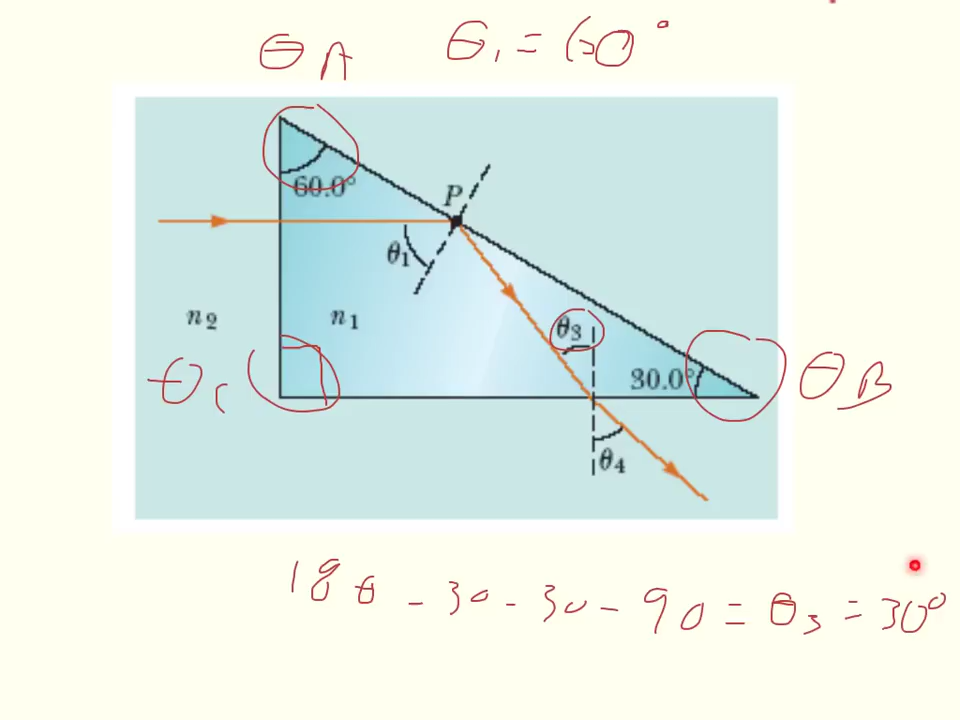 θA θ₁ = 60°
60.0°
P
θ₁
n₂ n₁ θ₃
θC 30.0° θB
θ₄
180 - 30 - 30 - 90 = θ₃ = 30°